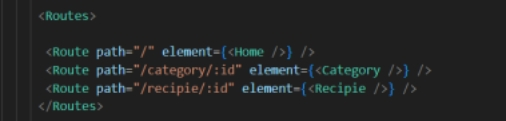 <Routes>
<Route path="/" element={<Home />} />
<Route path="/category/:id" element={<Category />} />
<Route path="/recipie/:id" element={<Recipie />} />
</Routes>